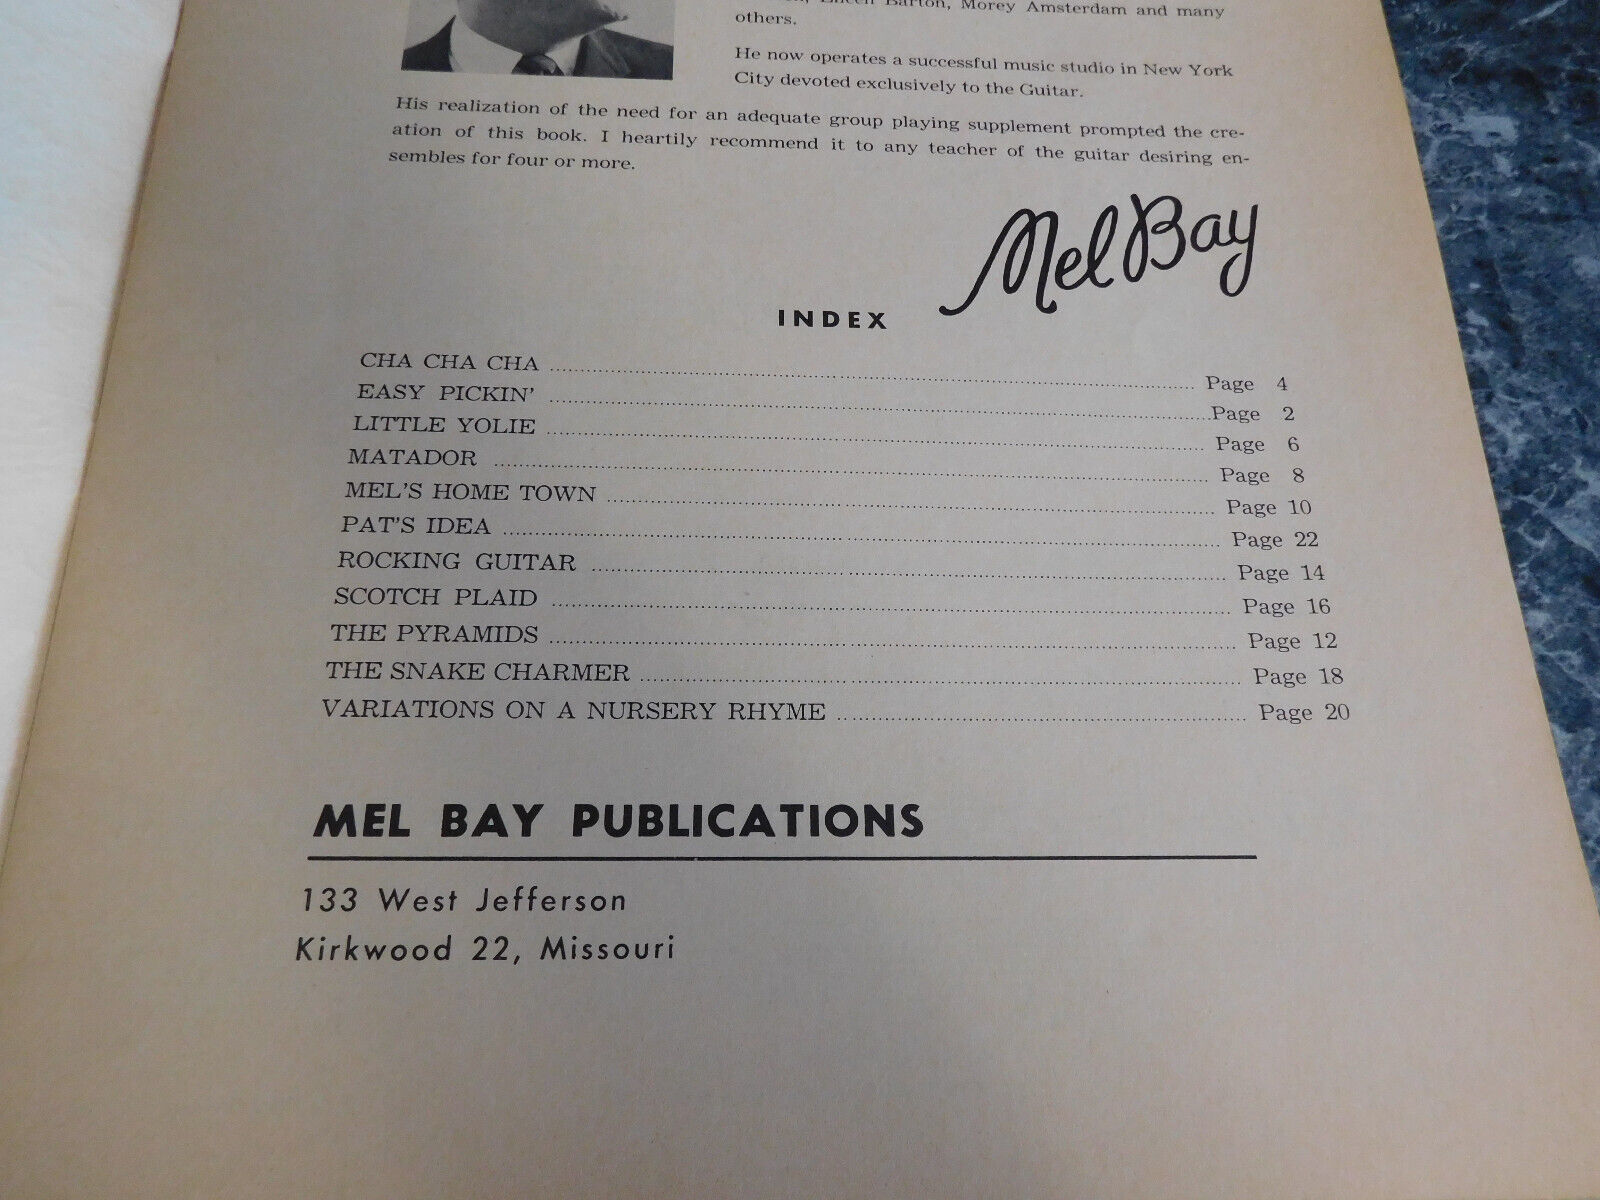 Barton, Morey Amsterdam and many
others.
He now operates a successful music studio in New York
City devoted exclusively to the Guitar.
His realization of the need for an adequate group playing supplement prompted the cre-
ation of this book. I heartily recommend it to any teacher of the guitar desiring en-
sembles for four or more.
Mel Bay
INDEX
CHA CHA CHA ........ Page 4
EASY PICKIN' ........ Page 2
LITTLE YOLIE ........ Page 6
MATADOR ........ Page 8
MEL'S HOME TOWN ........ Page 10
PAT'S IDEA ........ Page 22
ROCKING GUITAR ........ Page 14
SCOTCH PLAID ........ Page 16
THE PYRAMIDS ........ Page 12
THE SNAKE CHARMER ........ Page 18
VARIATIONS ON A NURSERY RHYME ........ Page 20
MEL BAY PUBLICATIONS
133 West Jefferson
Kirkwood 22, Missouri